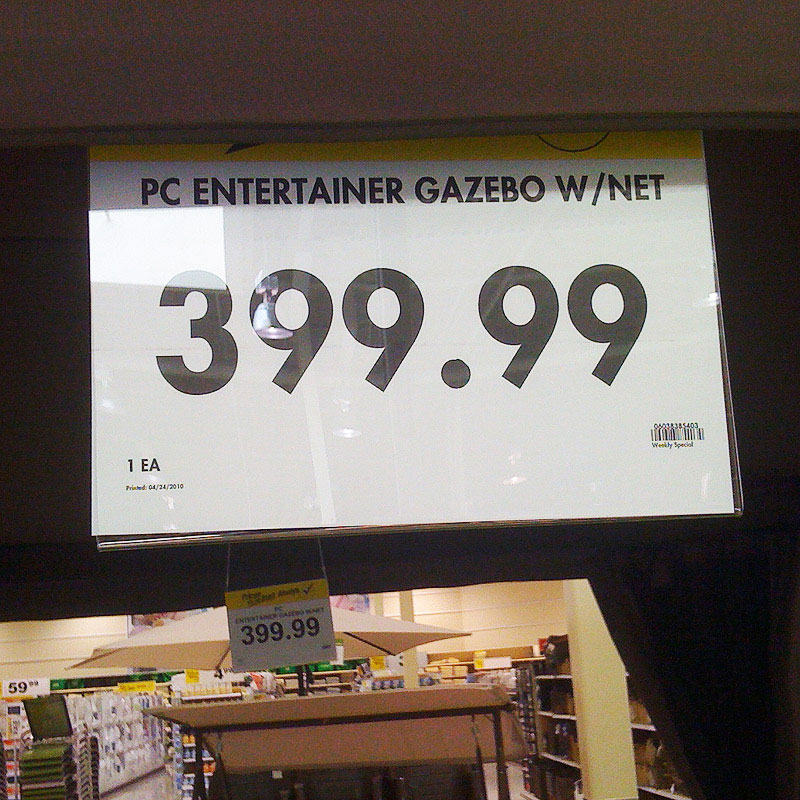 PC ENTERTAINER GAZEBO W/NET
399.99
06038385403
Weekly Special
1 EA
Printed: 04/24/2010
PC
ENTERTAINER GAZEBO W/NET
399.99
59 99